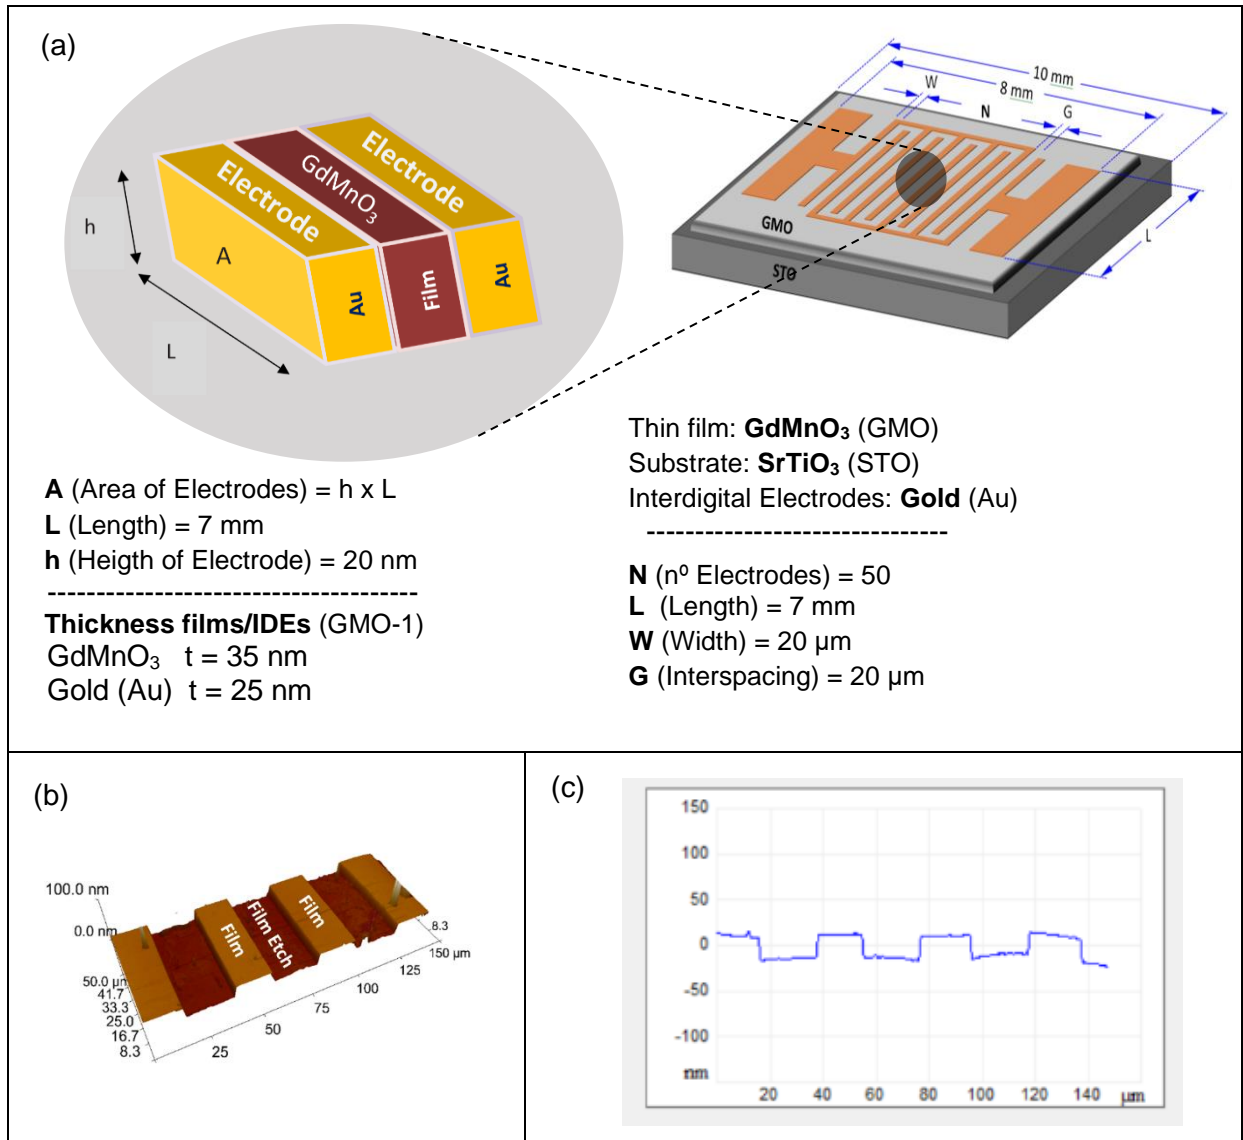 (a)
h
L
A
Electrode
GdMnO₃
Electrode
Au
Film
Au
10 mm
8 mm
W
N
G
L
GMO
STO
A (Area of Electrodes) = h x L
L (Length) = 7 mm
h (Heigth of Electrode) = 20 nm
--------------------------------------
Thickness films/IDEs (GMO-1)
GdMnO₃ t = 35 nm
Gold (Au) t = 25 nm
Thin film: GdMnO₃ (GMO)
Substrate: SrTiO₃ (STO)
Interdigital Electrodes: Gold (Au)
-------------------------------
N (nº Electrodes) = 50
L (Length) = 7 mm
W (Width) = 20 µm
G (Interspacing) = 20 µm
(b)
100.0 nm
0.0 nm
50.0 µm
41.7
33.3
25.0
16.7
8.3
Film
Film Etch
Film
8.3
150 µm
125
100
75
50
25
(c)
150
100
50
0
-50
-100
nm
20 40 60 80 100 120 140 µm